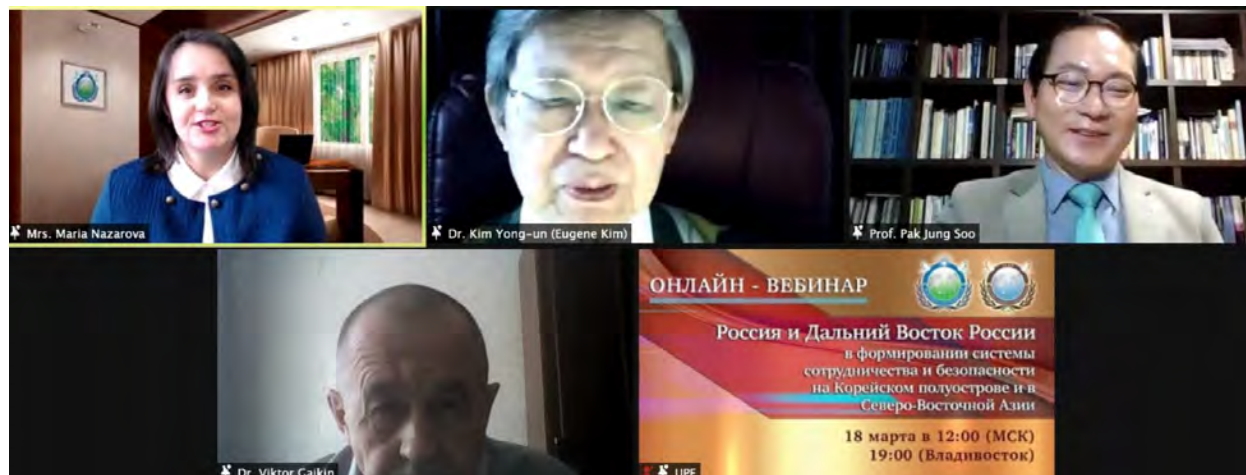 Mrs. Maria Nazarova
Dr. Kim Yong-un (Eugene Kim)
Prof. Pak Jung Soo
Dr. Viktor Gaikin
ОНЛАЙН - ВЕБИНАР
Россия и Дальний Восток России
в формировании системы
сотрудничества и безопасности
на Корейском полуострове и в
Северо-Восточной Азии
18 марта в 12:00 (МСК)
19:00 (Владивосток)
UPF